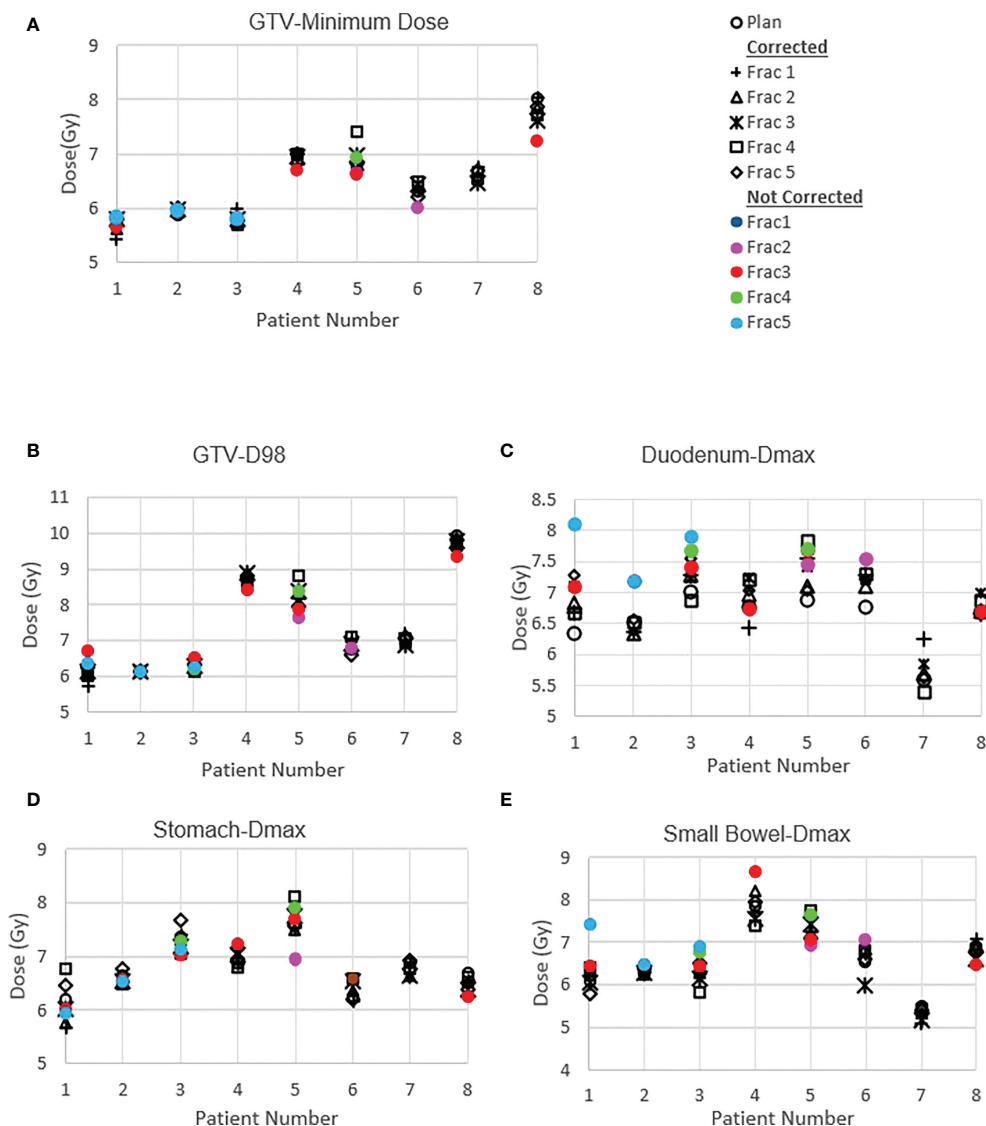 A
GTV-Minimum Dose
9
8
7
6
5
Dose(Gy)
1 2 3 4 5 6 7 8
Patient Number
Plan
Corrected
Frac 1
Frac 2
Frac 3
Frac 4
Frac 5
Not Corrected
Frac1
Frac2
Frac3
Frac4
Frac5
B
GTV-D98
11
10
9
8
7
6
5
Dose (Gy)
1 2 3 4 5 6 7 8
Patient Number
C
Duodenum-Dmax
8.5
8
7.5
7
6.5
6
5.5
5
Dose (Gy)
1 2 3 4 5 6 7 8
Patient Number
D
Stomach-Dmax
9
8
7
6
5
Dose (Gy)
1 2 3 4 5 6 7 8
Patient Number
E
Small Bowel-Dmax
9
8
7
6
5
4
Dose (Gy)
1 2 3 4 5 6 7 8
Patient Number